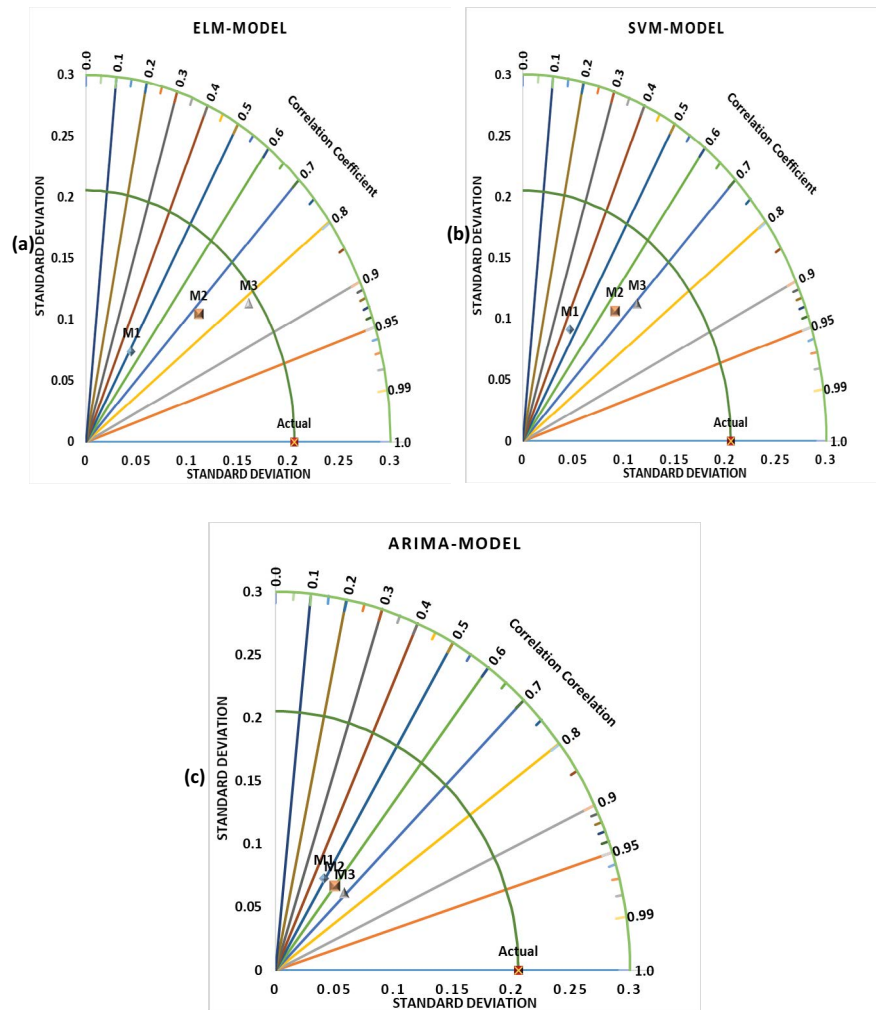 ELM-MODEL
0.0
0.1
0.2
0.3
0.4
0.5
0.6
0.7
0.8
0.9
0.95
0.99
1.0
Correlation Coefficient
0.3
0.25
0.2
0.15
0.1
0.05
0
STANDARD DEVIATION
(a)
M1
M2
M3
Actual
0 0.05 0.1 0.15 0.2 0.25 0.3
STANDARD DEVIATION
SVM-MODEL
0.0
0.1
0.2
0.3
0.4
0.5
0.6
0.7
0.8
0.9
0.95
0.99
1.0
Correlation Coefficient
0.3
0.25
0.2
0.15
0.1
0.05
0
STANDARD DEVIATION
(b)
M1
M2
M3
Actual
0 0.05 0.1 0.15 0.2 0.25 0.3
STANDARD DEVIATION
ARIMA-MODEL
0.0
0.1
0.2
0.3
0.4
0.5
0.6
0.7
0.8
0.9
0.95
0.99
1.0
Correlation Coreelation
0.3
0.25
0.2
0.15
0.1
0.05
0
STANDARD DEVIATION
(c)
M1
M2
M3
Actual
0 0.05 0.1 0.15 0.2 0.25 0.3
STANDARD DEVIATION